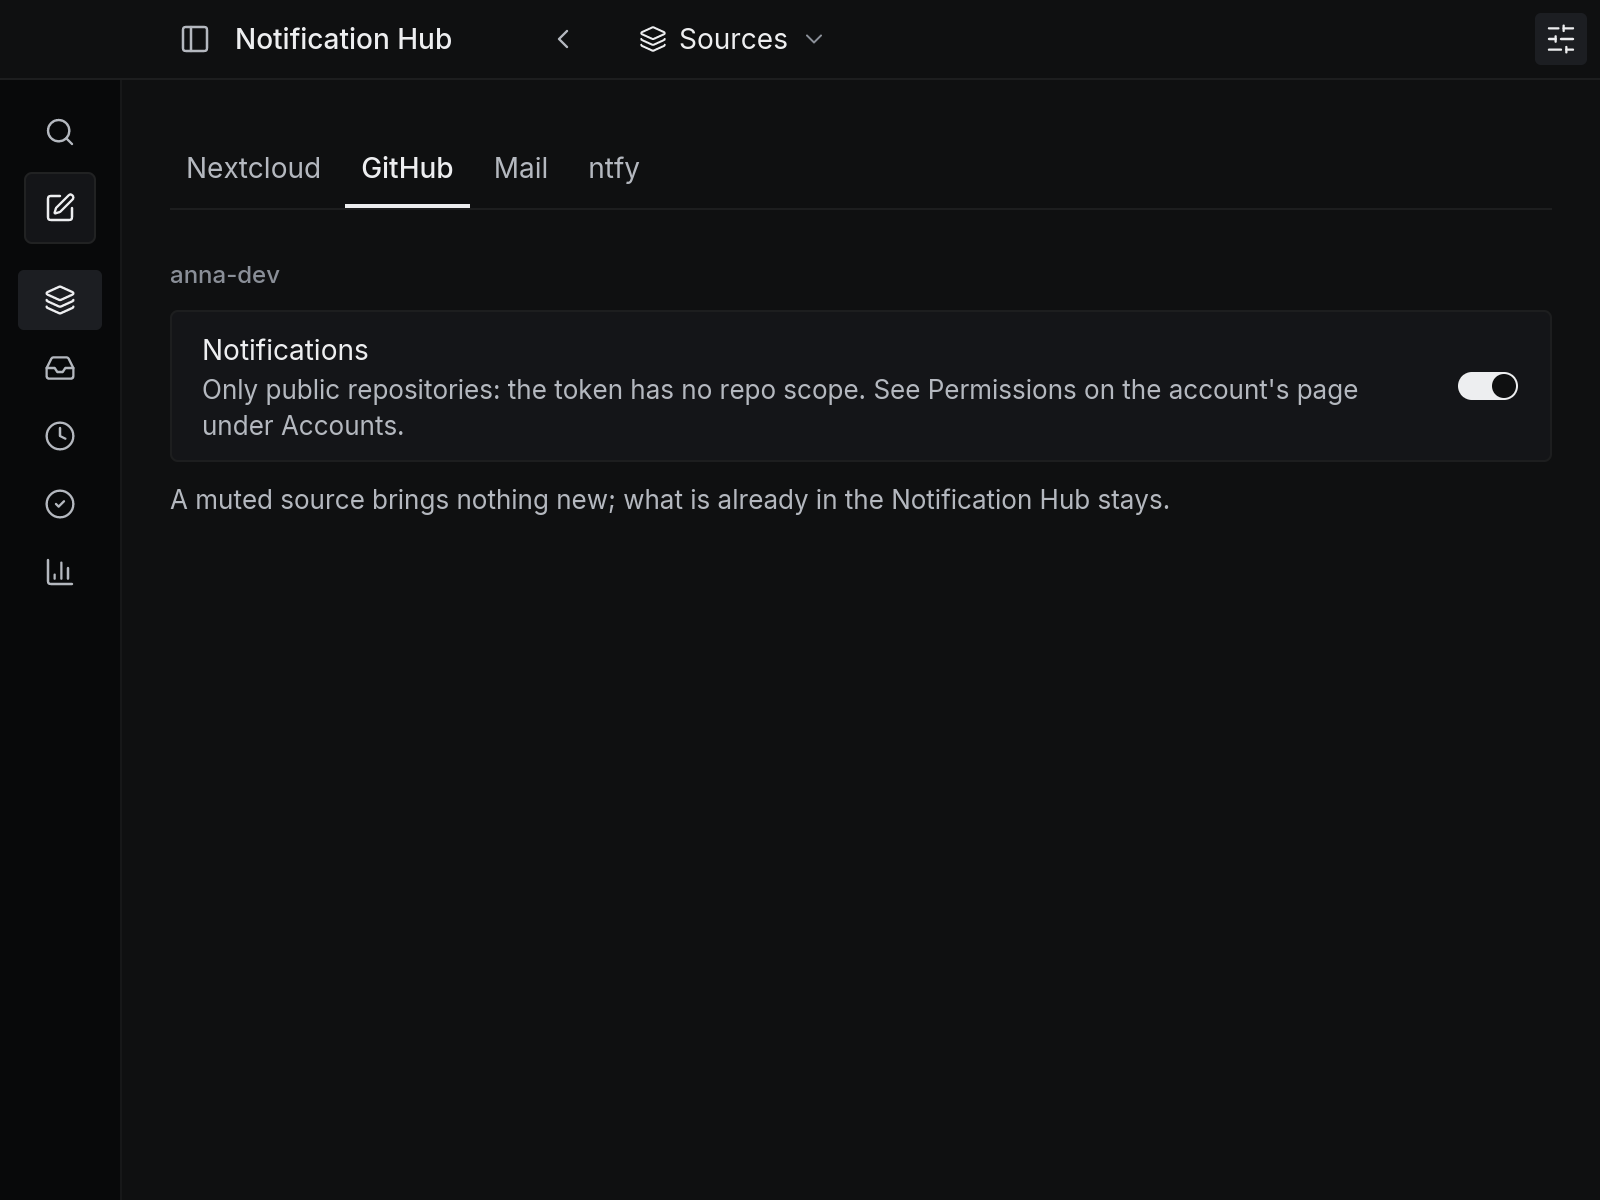 Notification Hub
Sources
Nextcloud
GitHub
Mail
ntfy
anna-dev
Notifications
Only public repositories: the token has no repo scope. See Permissions on the account's page
under Accounts.
A muted source brings nothing new; what is already in the Notification Hub stays.